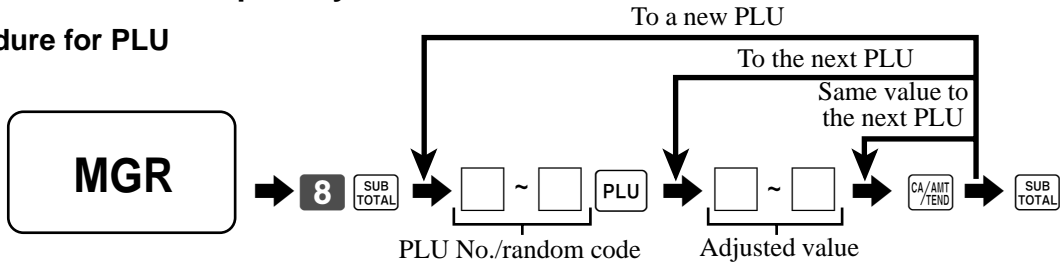 To a new PLU
dure for PLU
To the next PLU
Same value to
the next PLU
MGR
8
SUB
TOTAL
~
PLU
~
CA/AMT
/TEND
SUB
TOTAL
PLU No./random code
Adjusted value